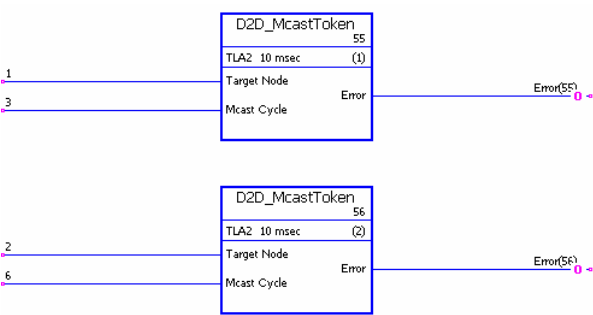 D2D_McastToken
55
TLA2 10 msec (1)
1
Target Node
Error
Error(55)
0
3
Mcast Cycle
D2D_McastToken
56
TLA2 10 msec (2)
2
Target Node
Error
Error(56)
0
6
Mcast Cycle